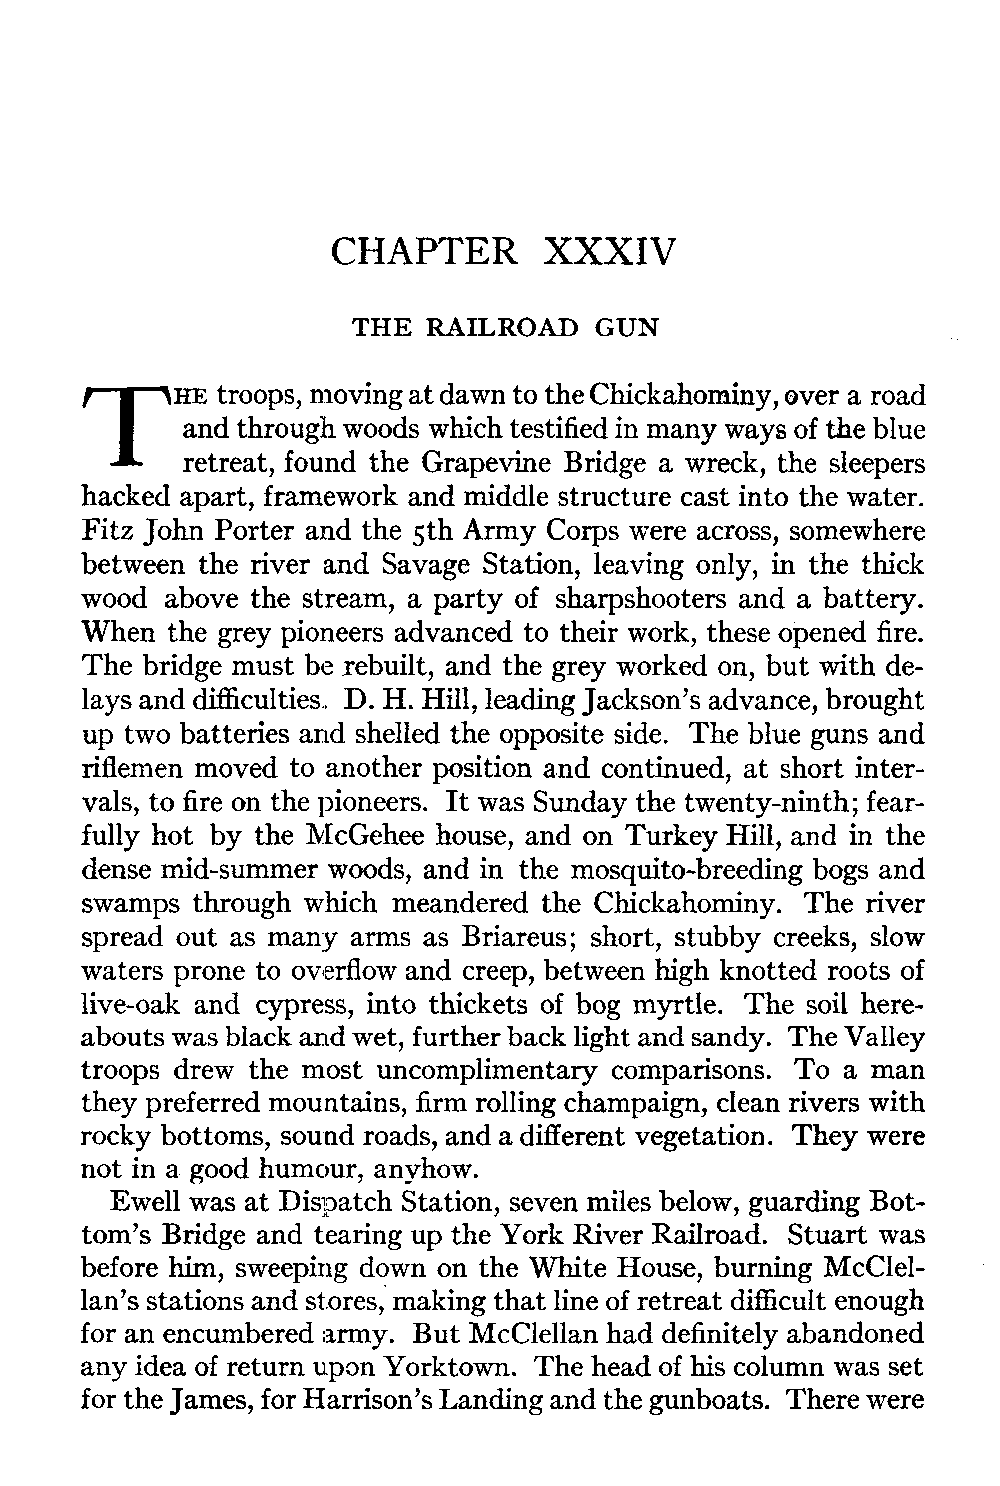 CHAPTER XXXIV
THE RAILROAD GUN
THE troops, moving at dawn to the Chickahominy, over a road
and through woods which testified in many ways of the blue
retreat, found the Grapevine Bridge a wreck, the sleepers
hacked apart, framework and middle structure cast into the water.
Fitz John Porter and the 5th Army Corps were across, somewhere
between the river and Savage Station, leaving only, in the thick
wood above the stream, a party of sharpshooters and a battery.
When the grey pioneers advanced to their work, these opened fire.
The bridge must be rebuilt, and the grey worked on, but with de-
lays and difficulties. D. H. Hill, leading Jackson's advance, brought
up two batteries and shelled the opposite side. The blue guns and
riflemen moved to another position and continued, at short inter-
vals, to fire on the pioneers. It was Sunday the twenty-ninth; fear-
fully hot by the McGehee house, and on Turkey Hill, and in the
dense mid-summer woods, and in the mosquito-breeding bogs and
swamps through which meandered the Chickahominy. The river
spread out as many arms as Briareus; short, stubby creeks, slow
waters prone to overflow and creep, between high knotted roots of
live-oak and cypress, into thickets of bog myrtle. The soil here-
abouts was black and wet, further back light and sandy. The Valley
troops drew the most uncomplimentary comparisons. To a man
they preferred mountains, firm rolling champaign, clean rivers with
rocky bottoms, sound roads, and a different vegetation. They were
not in a good humour, anyhow.
Ewell was at Dispatch Station, seven miles below, guarding Bot-
tom's Bridge and tearing up the York River Railroad. Stuart was
before him, sweeping down on the White House, burning McClel-
lan's stations and stores, making that line of retreat difficult enough
for an encumbered army. But McClellan had definitely abandoned
any idea of return upon Yorktown. The head of his column was set
for the James, for Harrison's Landing and the gunboats. There were